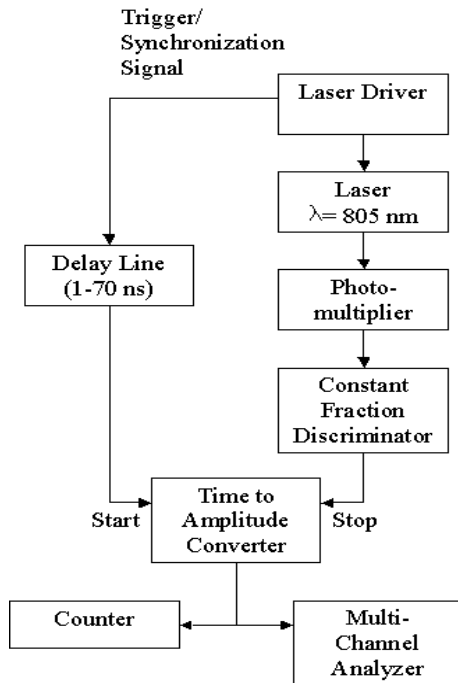 Trigger/
Synchronization
Signal
Laser Driver
Laser
λ= 805 nm
Delay Line
(1-70 ns)
Photo-
multiplier
Constant
Fraction
Discriminator
Start
Time to
Amplitude
Converter
Stop
Counter
Multi-
Channel
Analyzer